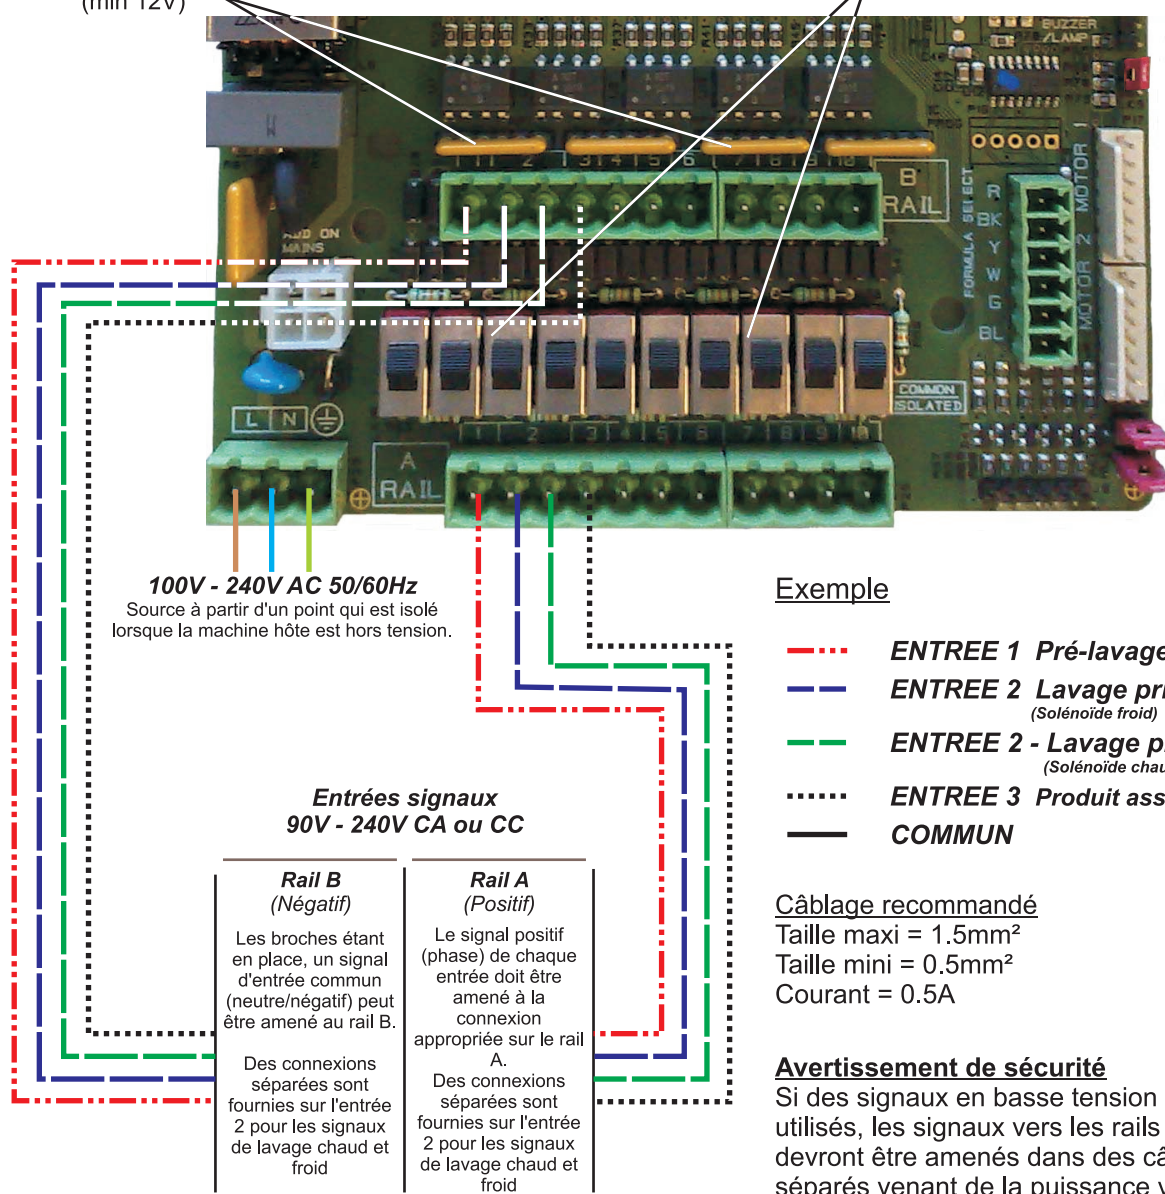 (min 12V)
BUZZER
/LAMP
1 2 3 4 5 6 7 8 9 10
B
RAIL
ADD ON
MAINS
FORMULA SELECT
R
BK
Y
W
G
BL
MOTOR 1
MOTOR 2
COMMON
ISOLATED
L N
1 2 3 4 5 6 7 8 9 10
A
RAIL
100V - 240V AC 50/60Hz
Source à partir d'un point qui est isolé
lorsque la machine hôte est hors tension.
Exemple
ENTREE 1 Pré-lavage
ENTREE 2 Lavage pri
(Solénoïde froid)
ENTREE 2 - Lavage p
(Solénoïde chau
ENTREE 3 Produit ass
COMMUN
Entrées signaux
90V - 240V CA ou CC
Rail B
(Négatif)
Les broches étant
en place, un signal
d'entrée commun
(neutre/négatif) peut
être amené au rail B.
Des connexions
séparées sont
fournies sur l'entrée
2 pour les signaux
de lavage chaud et
froid
Rail A
(Positif)
Le signal positif
(phase) de chaque
entrée doit être
amené à la
connexion
appropriée sur le rail
A.
Des connexions
séparées sont
fournies sur l'entrée
2 pour les signaux
de lavage chaud et
froid
Câblage recommandé
Taille maxi = 1.5mm²
Taille mini = 0.5mm²
Courant = 0.5A
Avertissement de sécurité
Si des signaux en basse tension
utilisés, les signaux vers les rails
devront être amenés dans des câ
séparés venant de la puissance v